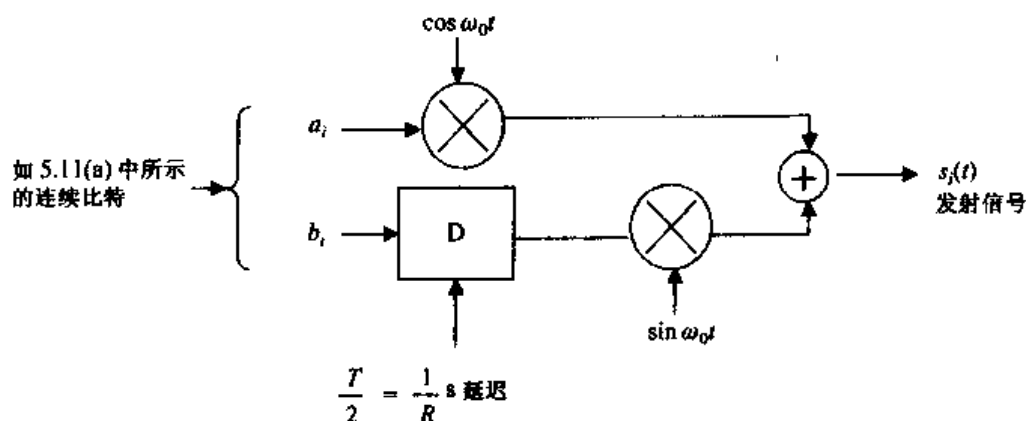 cos ω₀t
aᵢ
如 5.11(a) 中所示
的连续比特
sᵢ(t)
发射信号
bᵢ
D
sin ω₀t
T/2 = 1/R s 延迟